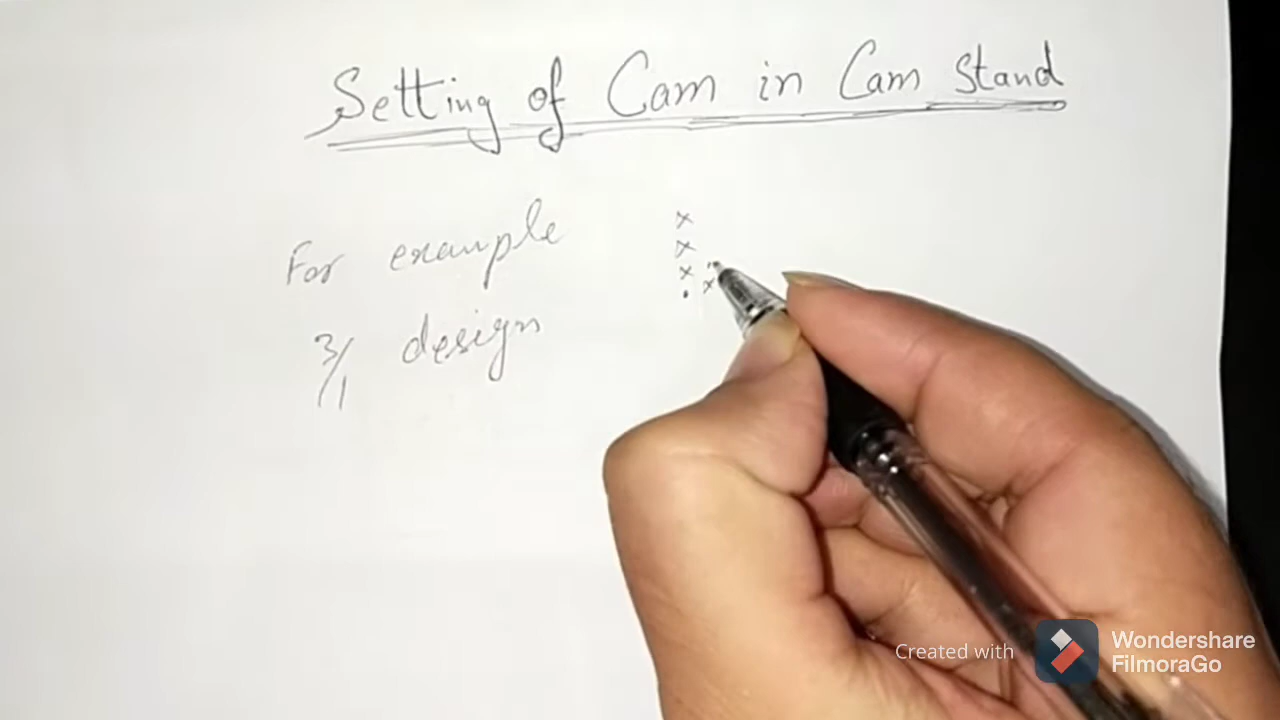 Setting of Cam in Cam stand
For example
3/1 design
x
x
x
. x
Created with Wondershare FilmoraGo